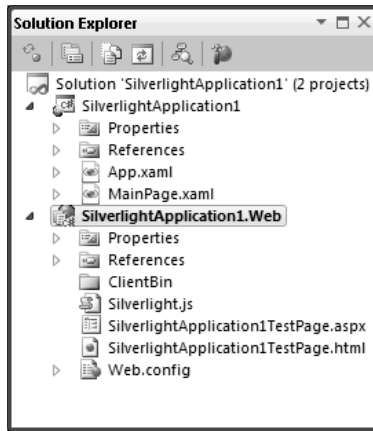 Solution Explorer
Solution 'SilverlightApplication1' (2 projects)
SilverlightApplication1
Properties
References
App.xaml
MainPage.xaml
SilverlightApplication1.Web
Properties
References
ClientBin
Silverlight.js
SilverlightApplication1TestPage.aspx
SilverlightApplication1TestPage.html
Web.config